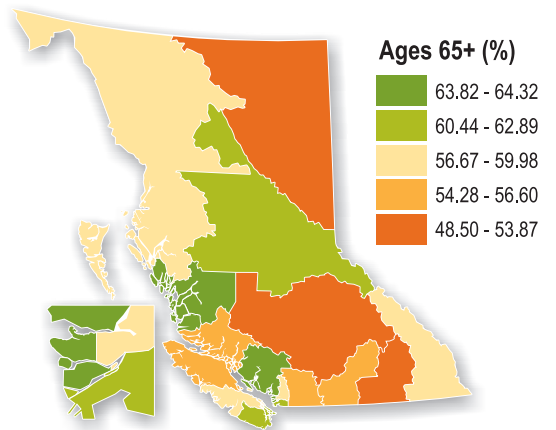 Ages 65+ (%)
63.82 - 64.32
60.44 - 62.89
56.67 - 59.98
54.28 - 56.60
48.50 - 53.87